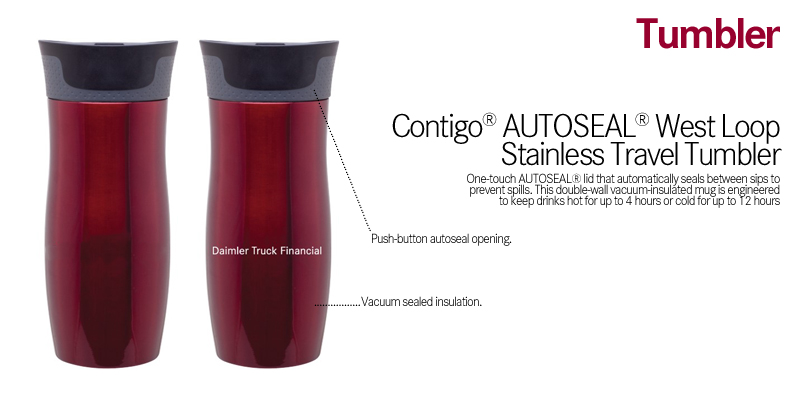 Tumbler
Contigo® AUTOSEAL® West Loop
Stainless Travel Tumbler
One-touch AUTOSEAL® lid that automatically seals between sips to
prevent spills. This double-wall vacuum-insulated mug is engineered
to keep drinks hot for up to 4 hours or cold for up to 12 hours
Push-button autoseal opening.
Daimler Truck Financial
Vacuum sealed insulation.